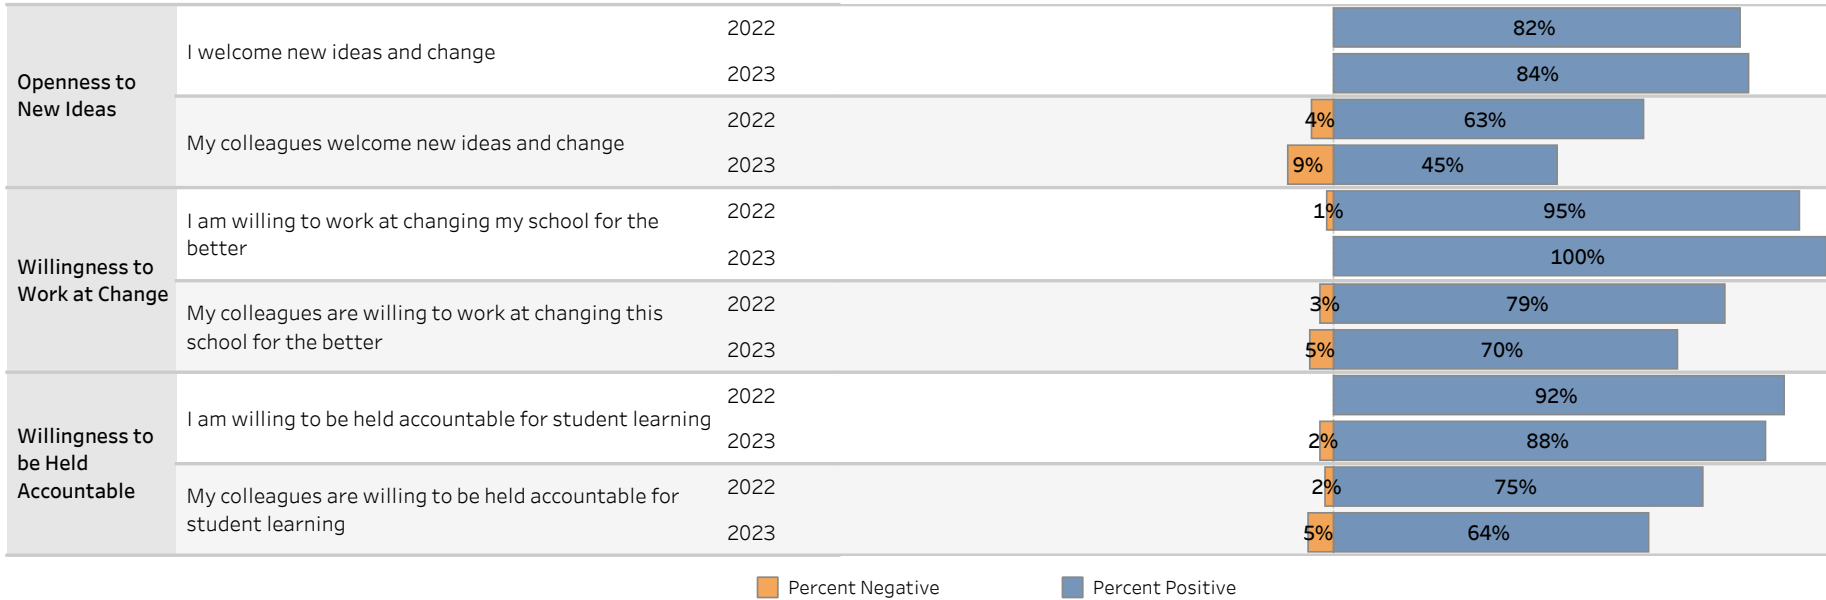 Openness to
New Ideas
I welcome new ideas and change
2022
82%
2023
84%
My colleagues welcome new ideas and change
2022
4%
63%
2023
9%
45%
Willingness to
Work at Change
I am willing to work at changing my school for the
better
2022
1%
95%
2023
100%
My colleagues are willing to work at changing this
school for the better
2022
3%
79%
2023
5%
70%
Willingness to
be Held
Accountable
I am willing to be held accountable for student learning
2022
92%
2023
2%
88%
My colleagues are willing to be held accountable for
student learning
2022
2%
75%
2023
5%
64%
Percent Negative
Percent Positive